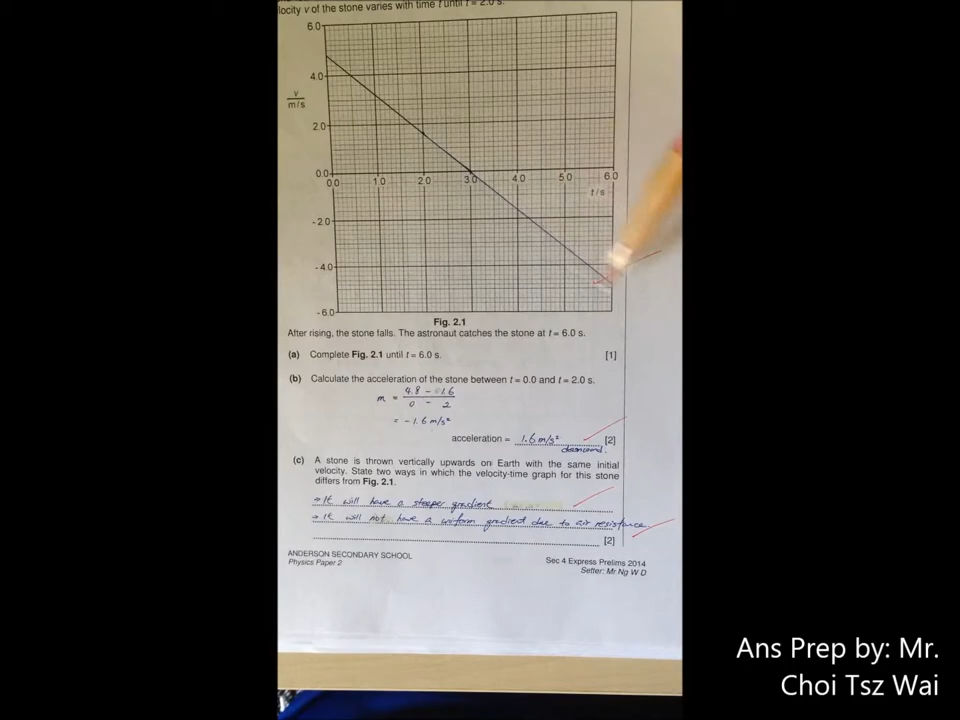 locity v of the stone varies with time t until t = 2.0 s.
6.0
4.0
v
m/s
2.0
0.0
0.0 1.0 2.0 3.0 4.0 5.0 6.0
t/s
-2.0
-4.0
-6.0
Fig. 2.1
After rising, the stone falls. The astronaut catches the stone at t = 6.0 s.
(a) Complete Fig. 2.1 until t = 6.0 s. [1]
(b) Calculate the acceleration of the stone between t = 0.0 and t = 2.0 s.
m = 4.8 - 1.6
0 - 2
= -1.6 m/s²
acceleration = 1.6 m/s² [2]
downward.
(c) A stone is thrown vertically upwards on Earth with the same initial
velocity. State two ways in which the velocity-time graph for this stone
differs from Fig. 2.1.
→ It will have a steeper gradient
→ It will not have a uniform gradient due to air resistance.
[2]
ANDERSON SECONDARY SCHOOL
Physics Paper 2
Sec 4 Express Prelims 2014
Setter: Mr Ng W D
Ans Prep by: Mr.
Choi Tsz Wai